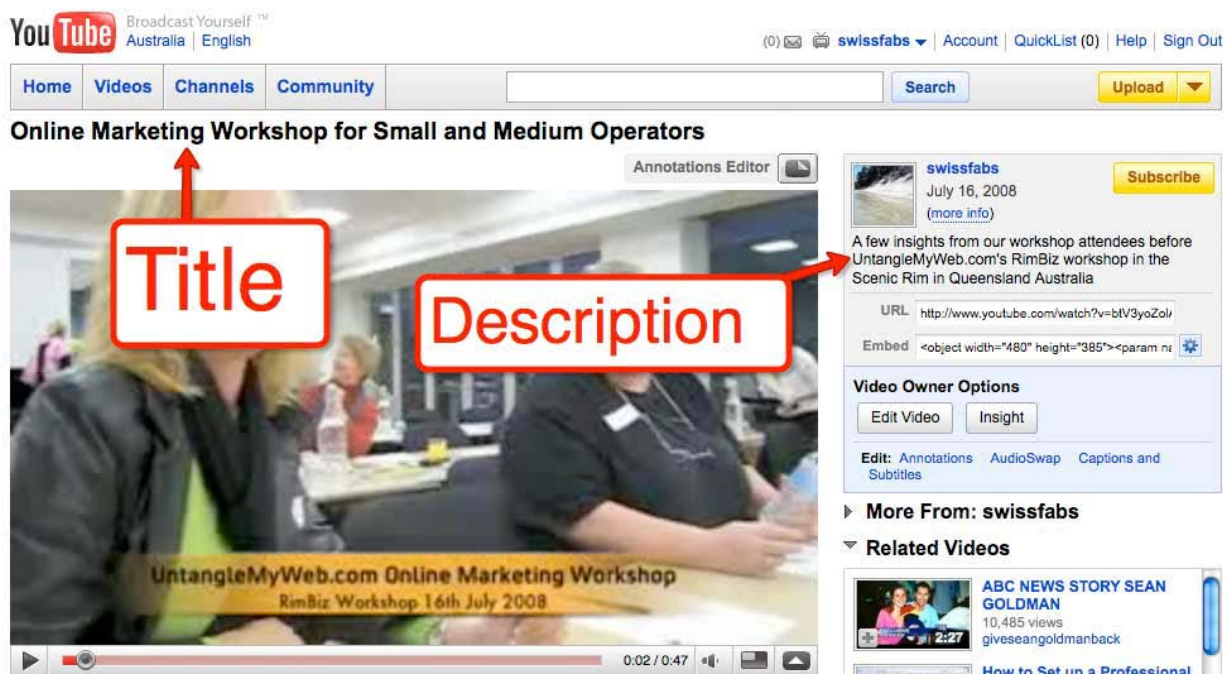 YouTube Broadcast Yourself ™
Australia | English
(0) swissfabs | Account | QuickList (0) | Help | Sign Out
Home Videos Channels Community Search Upload
Online Marketing Workshop for Small and Medium Operators
Annotations Editor
Title
Description
UntangleMyWeb.com Online Marketing Workshop
RimBiz Workshop 16th July 2008
0:02 / 0:47
swissfabs
Subscribe
July 16, 2008
(more info)
A few insights from our workshop attendees before
UntangleMyWeb.com's RimBiz workshop in the
Scenic Rim in Queensland Australia
URL http://www.youtube.com/watch?v=
Embed <object width="480" height="385"><param
Video Owner Options
Edit Video Insight
Edit: Annotations AudioSwap Captions and
Subtitles
More From: swissfabs
Related Videos
ABC NEWS STORY SEAN
GOLDMAN
10,485 views
giveseangoldmanback
2:27
How to Set up a Professional